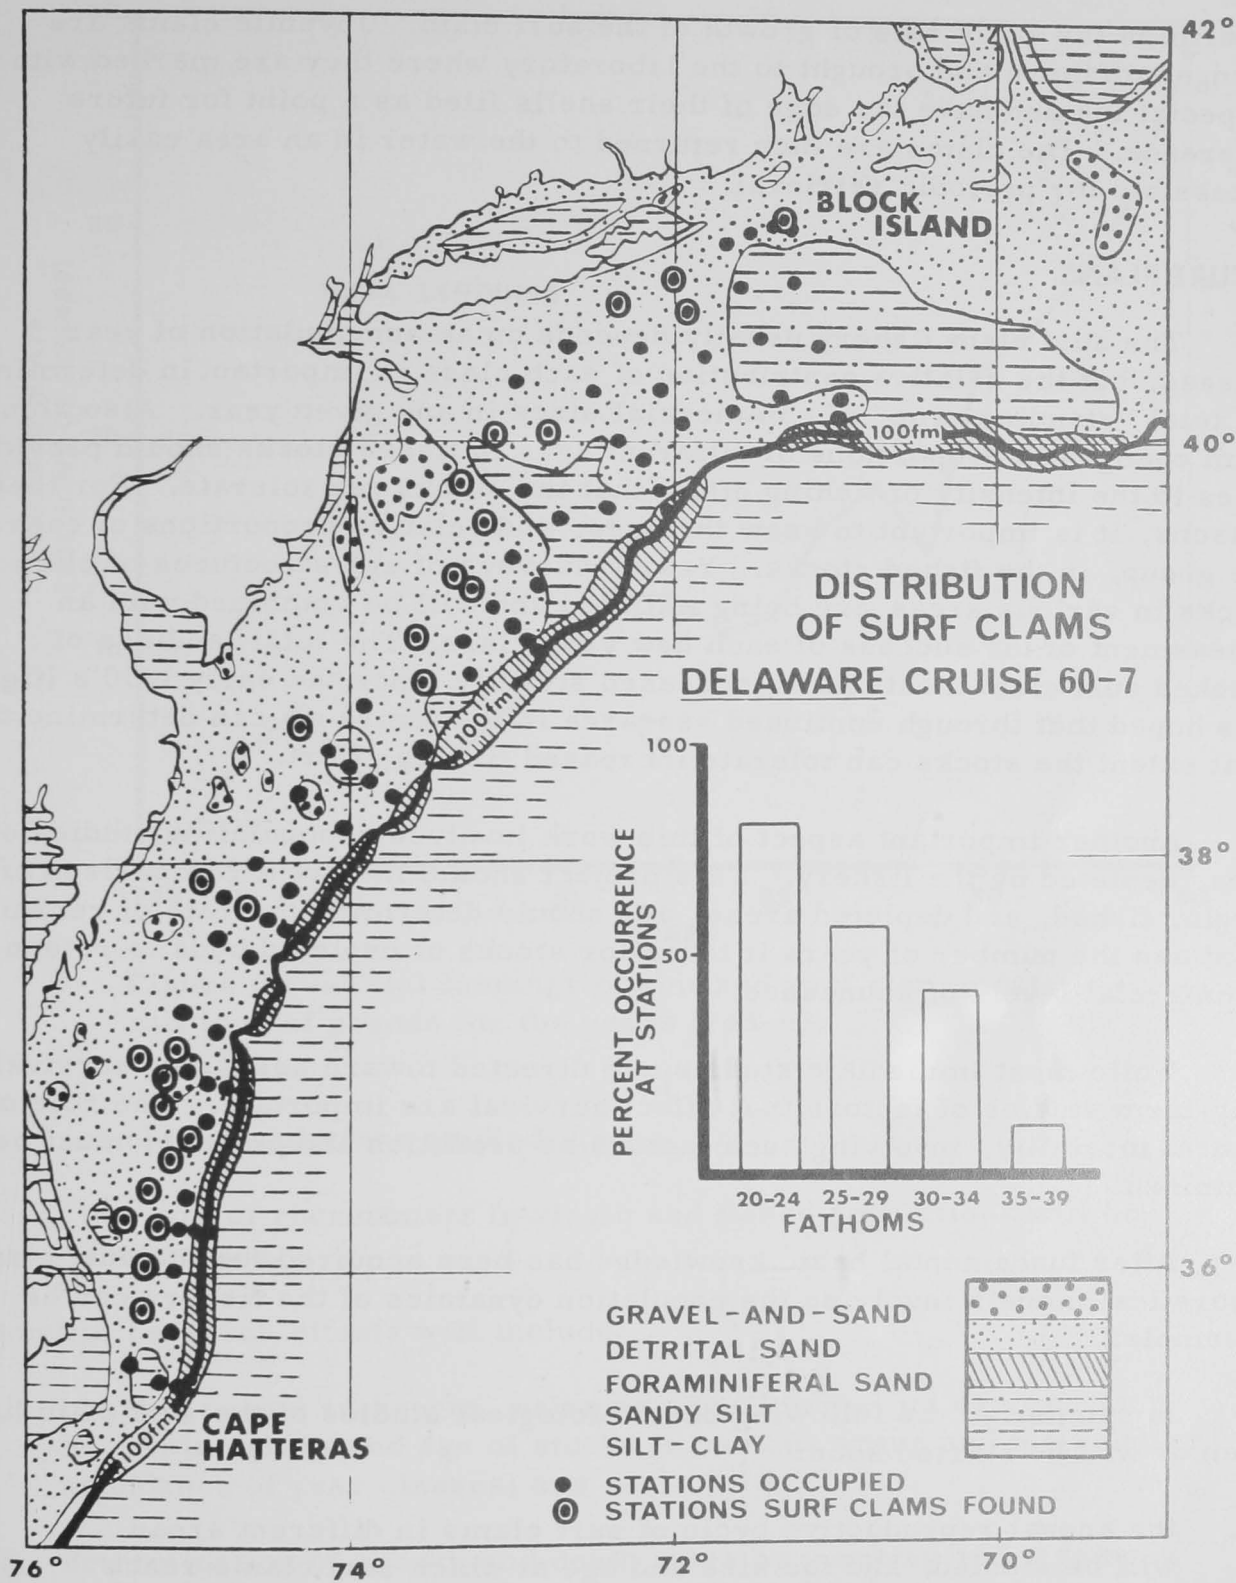 42°
BLOCK
ISLAND
100fm
40°
DISTRIBUTION
OF SURF CLAMS
DELAWARE CRUISE 60-7
100fm
100
50
PERCENT OCCURRENCE
AT STATIONS
20-24 25-29 30-34 35-39
FATHOMS
38°
36°
GRAVEL-AND-SAND
DETRITAL SAND
FORAMINIFERAL SAND
SANDY SILT
SILT-CLAY
STATIONS OCCUPIED
STATIONS SURF CLAMS FOUND
CAPE
HATTERAS
100fm
76° 74° 72° 70°